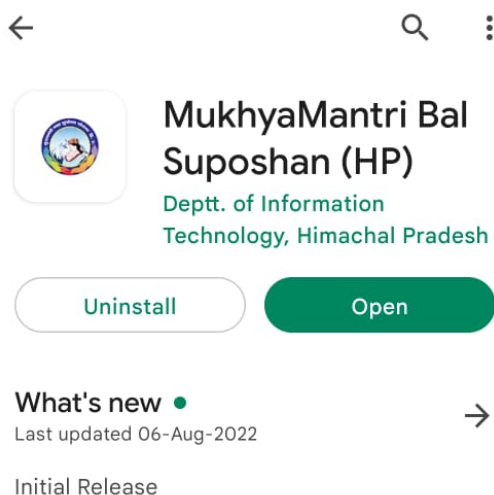 MukhyaMantri Bal
Suposhan (HP)
Deptt. of Information
Technology, Himachal Pradesh
Uninstall
Open
What's new
Last updated 06-Aug-2022
Initial Release